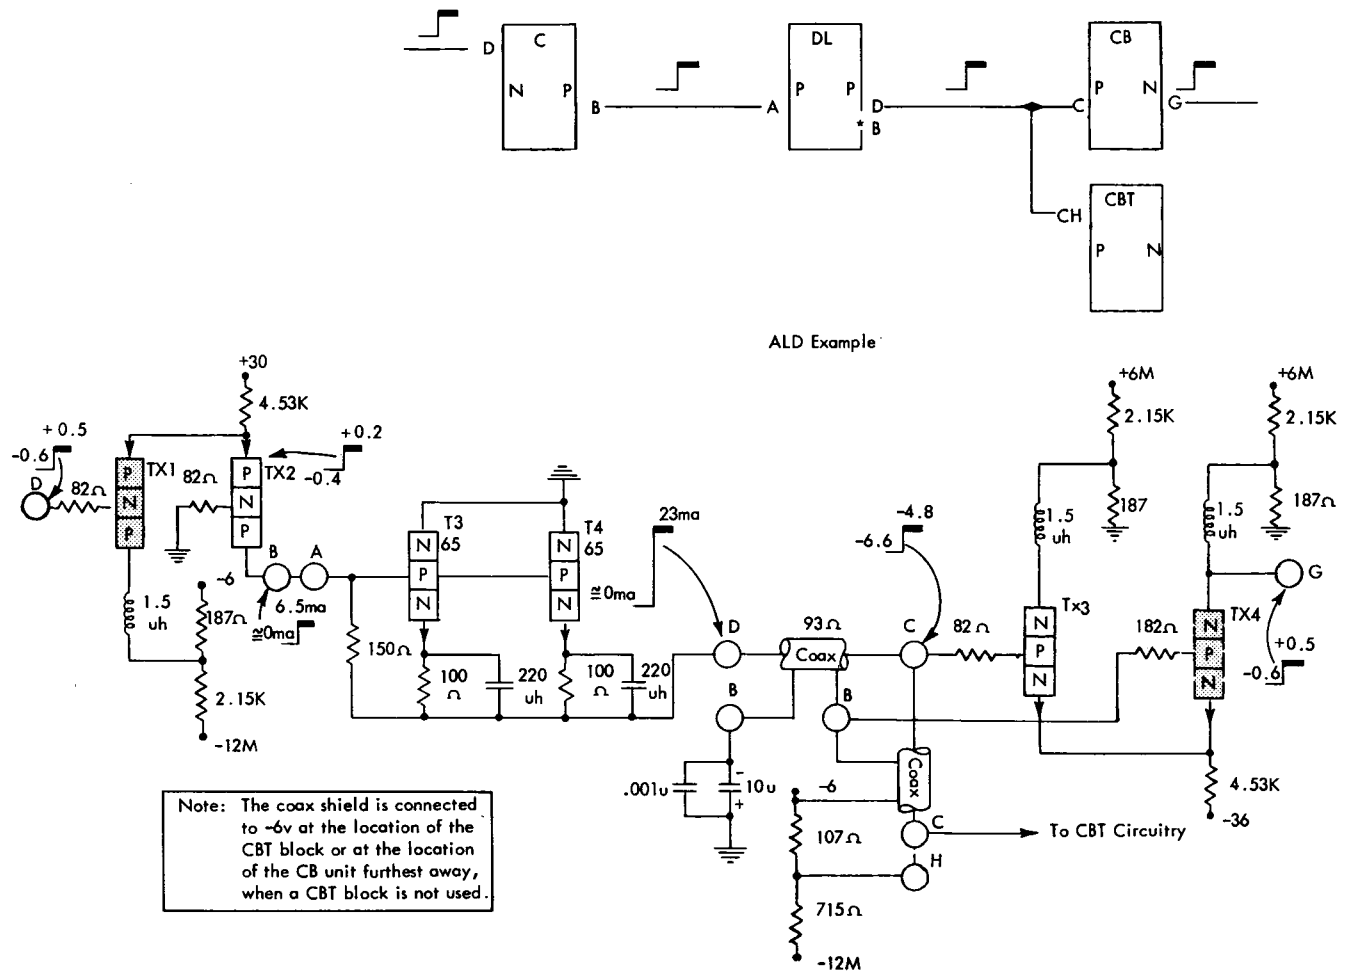 D
C
N
P
B
A
DL
P
P
D
* B
C
CB
P
N
G
CH
CBT
P
N
ALD Example
+30
4.53K
+0.5
-0.6
D
82Ω
P
N
P
TX1
82Ω
P
N
P
TX2
+0.2
-0.4
B
A
6.5ma
≅0ma
1.5
uh
-6
187Ω
2.15K
-12M
150Ω
N
P
N
T3
65
N
P
N
T4
65
100
Ω
220
uh
100
Ω
220
uh
23ma
≅0ma
D
93Ω
Coax
B
B
.001u
-
10u
+
-4.8
-6.6
C
82Ω
Coax
-6
107Ω
715Ω
-12M
C
To CBT Circuitry
H
+6M
2.15K
187
1.5
uh
Tx3
N
P
N
182Ω
+6M
2.15K
187Ω
1.5
uh
G
TX4
N
P
N
+0.5
-0.6
4.53K
-36
Note: The coax shield is connected
to -6v at the location of the
CBT block or at the location
of the CB unit furthest away,
when a CBT block is not used.